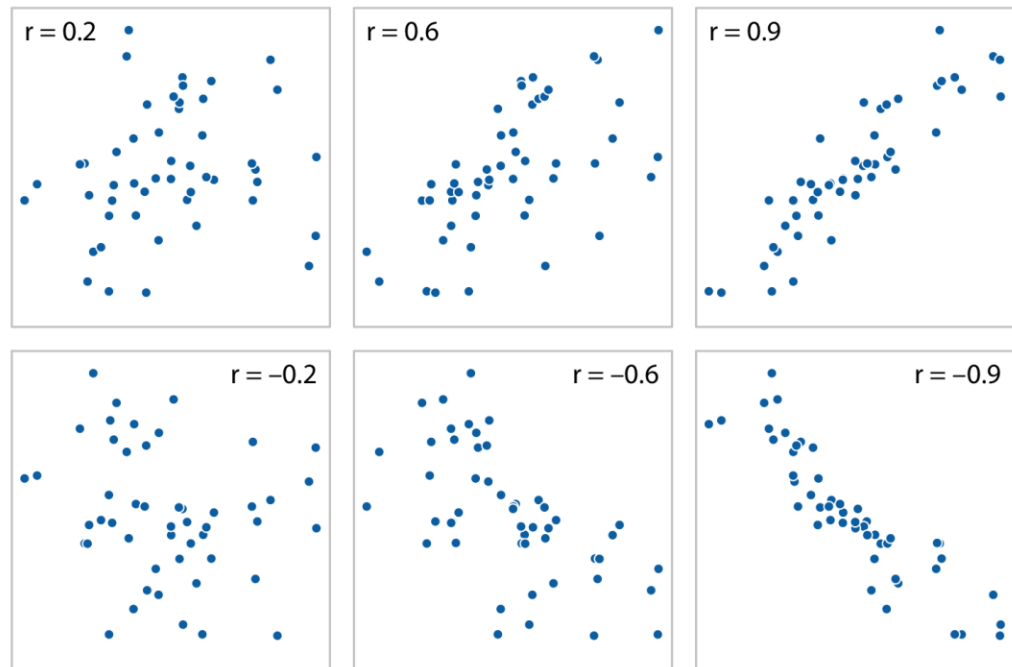 r = 0.2
r = 0.6
r = 0.9
r = –0.2
r = –0.6
r = –0.9